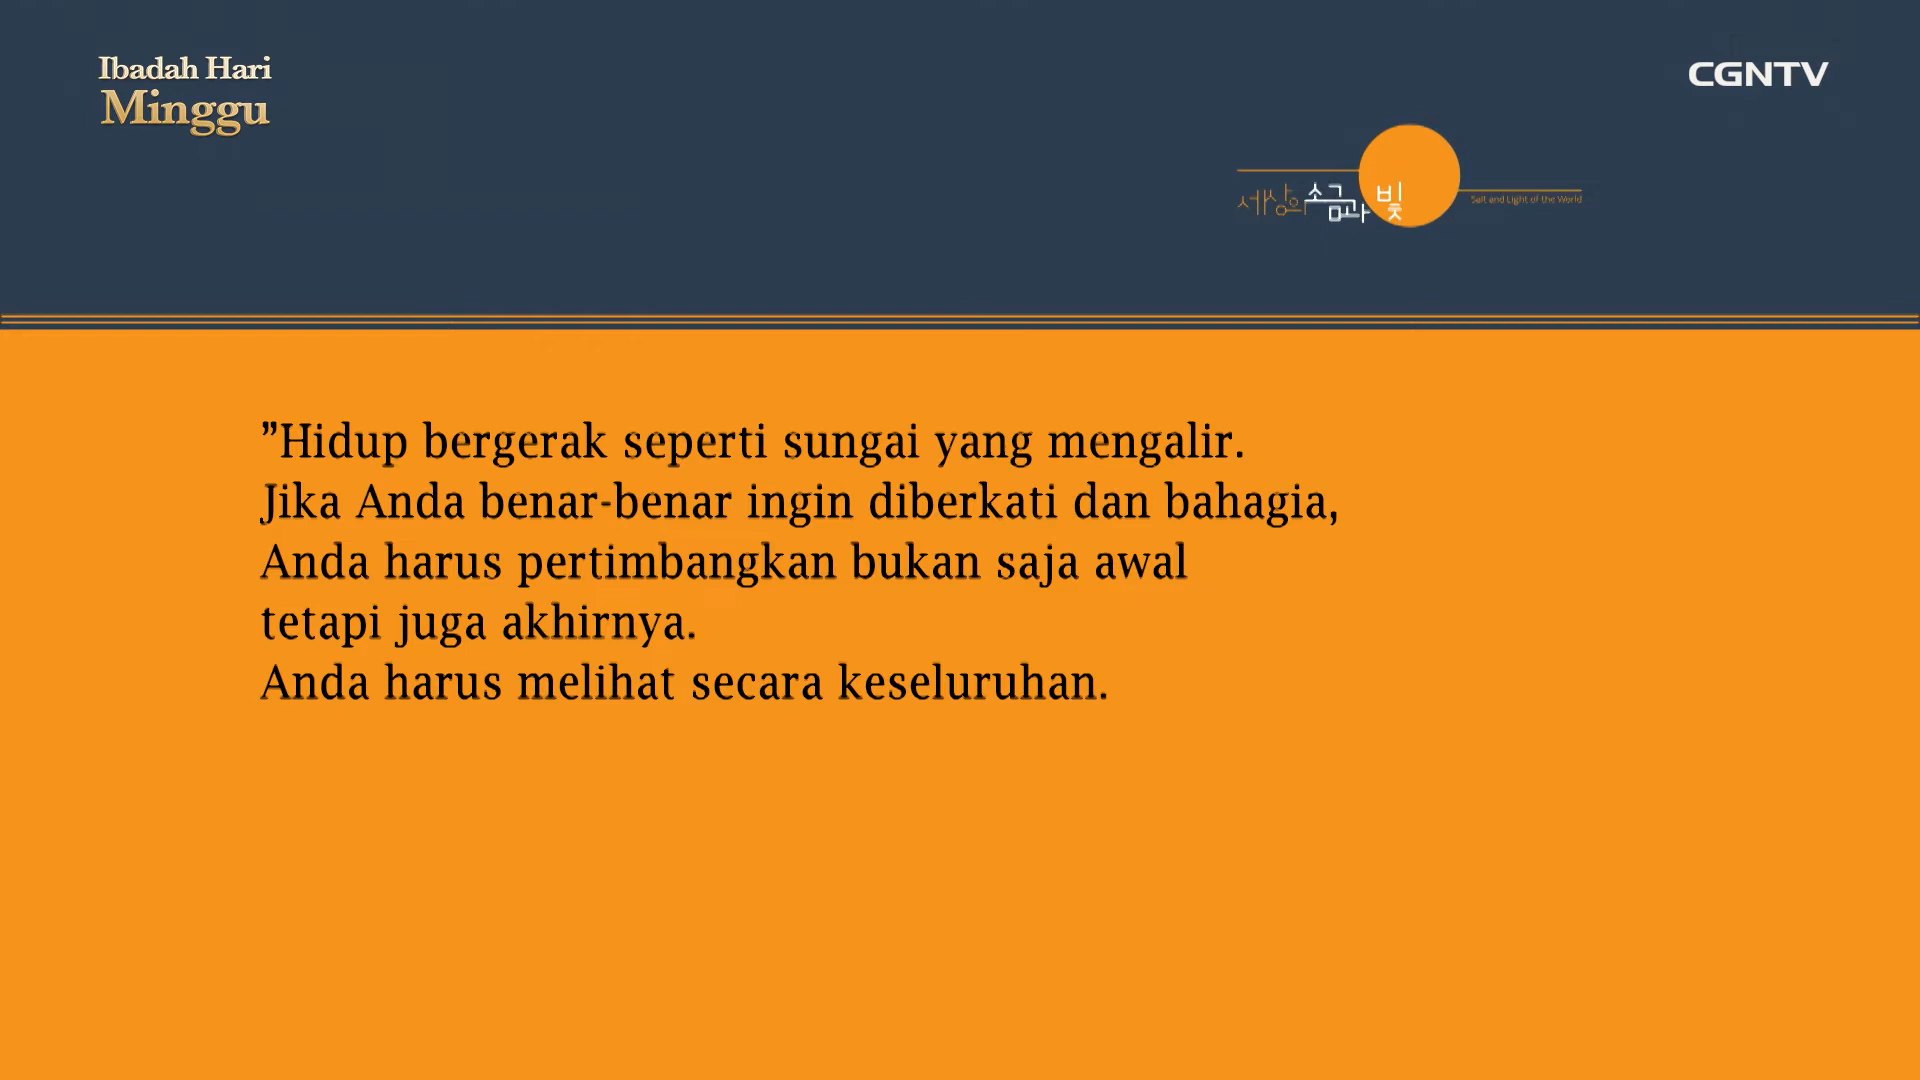 Ibadah Hari
Minggu
CGNTV
세상의 소금과 빛
Salt and Light of the World
”Hidup bergerak seperti sungai yang mengalir.
Jika Anda benar-benar ingin diberkati dan bahagia,
Anda harus pertimbangkan bukan saja awal
tetapi juga akhirnya.
Anda harus melihat secara keseluruhan.